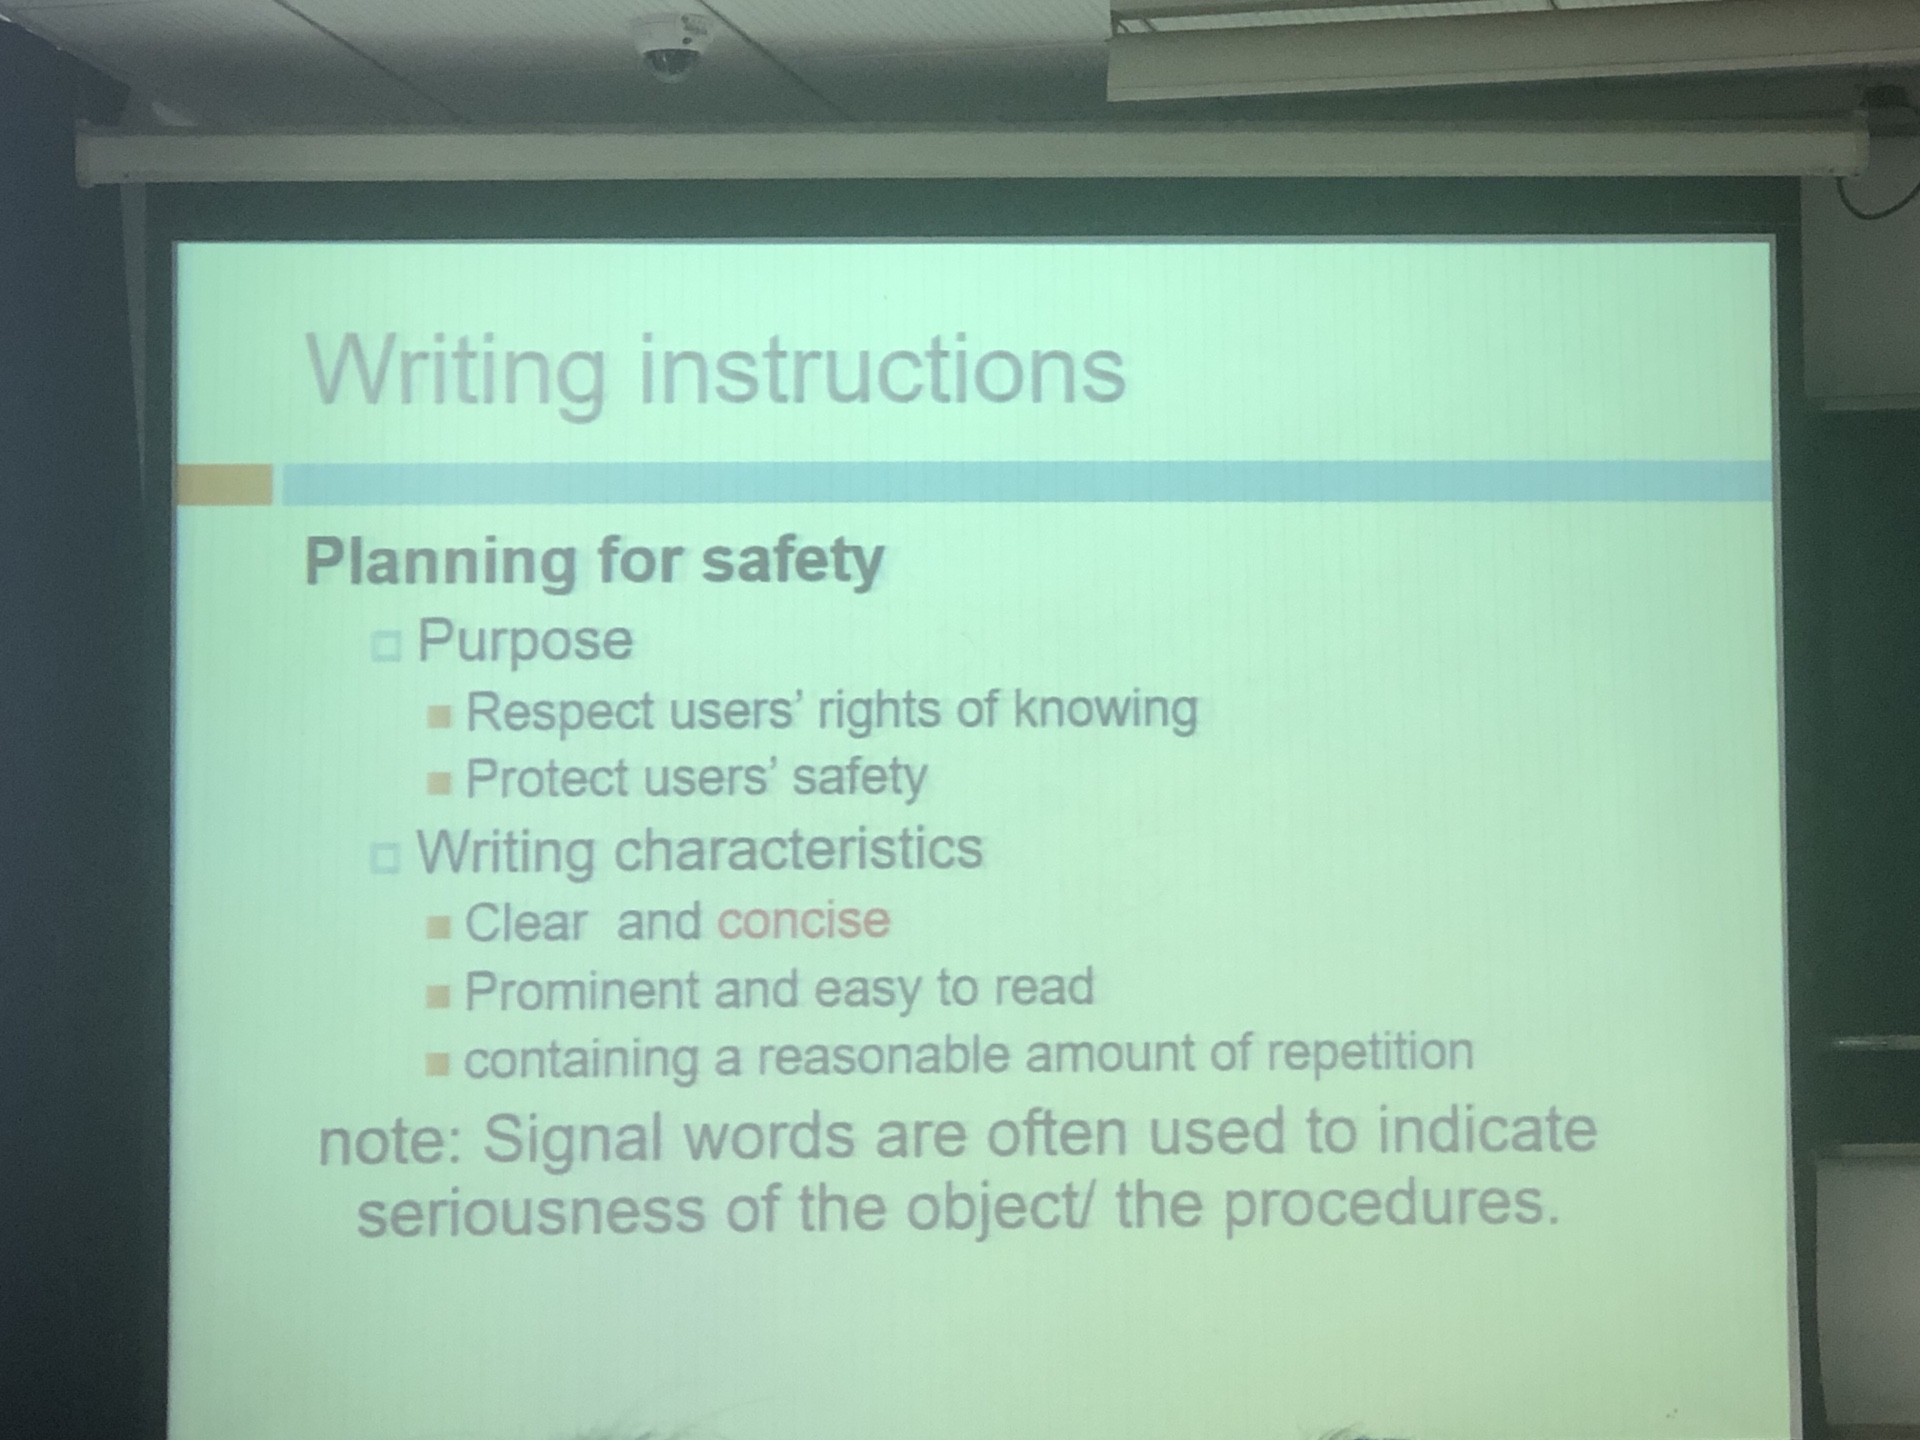 Writing instructions
Planning for safety
Purpose
Respect users’ rights of knowing
Protect users’ safety
Writing characteristics
Clear  and concise
Prominent and easy to read
containing a reasonable amount of repetition
note: Signal words are often used to indicate
seriousness of the object/ the procedures.